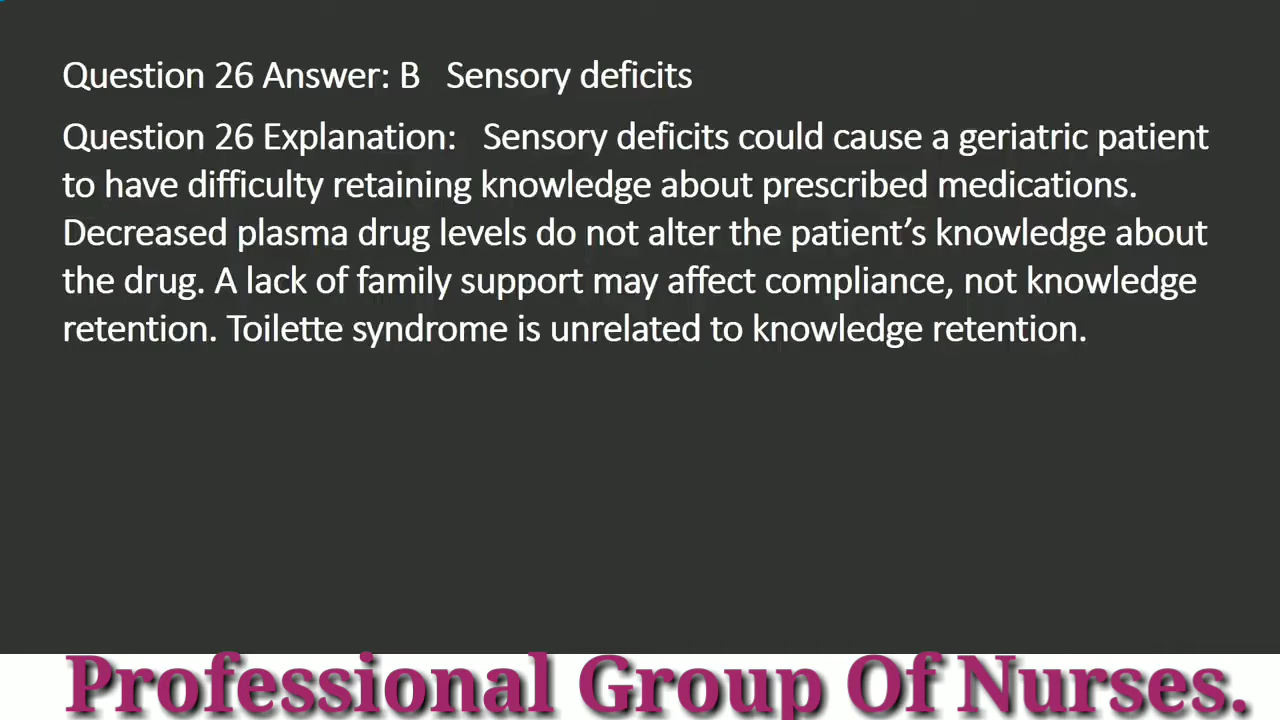 Question 26 Answer: B Sensory deficits
Question 26 Explanation: Sensory deficits could cause a geriatric patient
to have difficulty retaining knowledge about prescribed medications.
Decreased plasma drug levels do not alter the patient’s knowledge about
the drug. A lack of family support may affect compliance, not knowledge
retention. Toilette syndrome is unrelated to knowledge retention.
Professional Group Of Nurses.